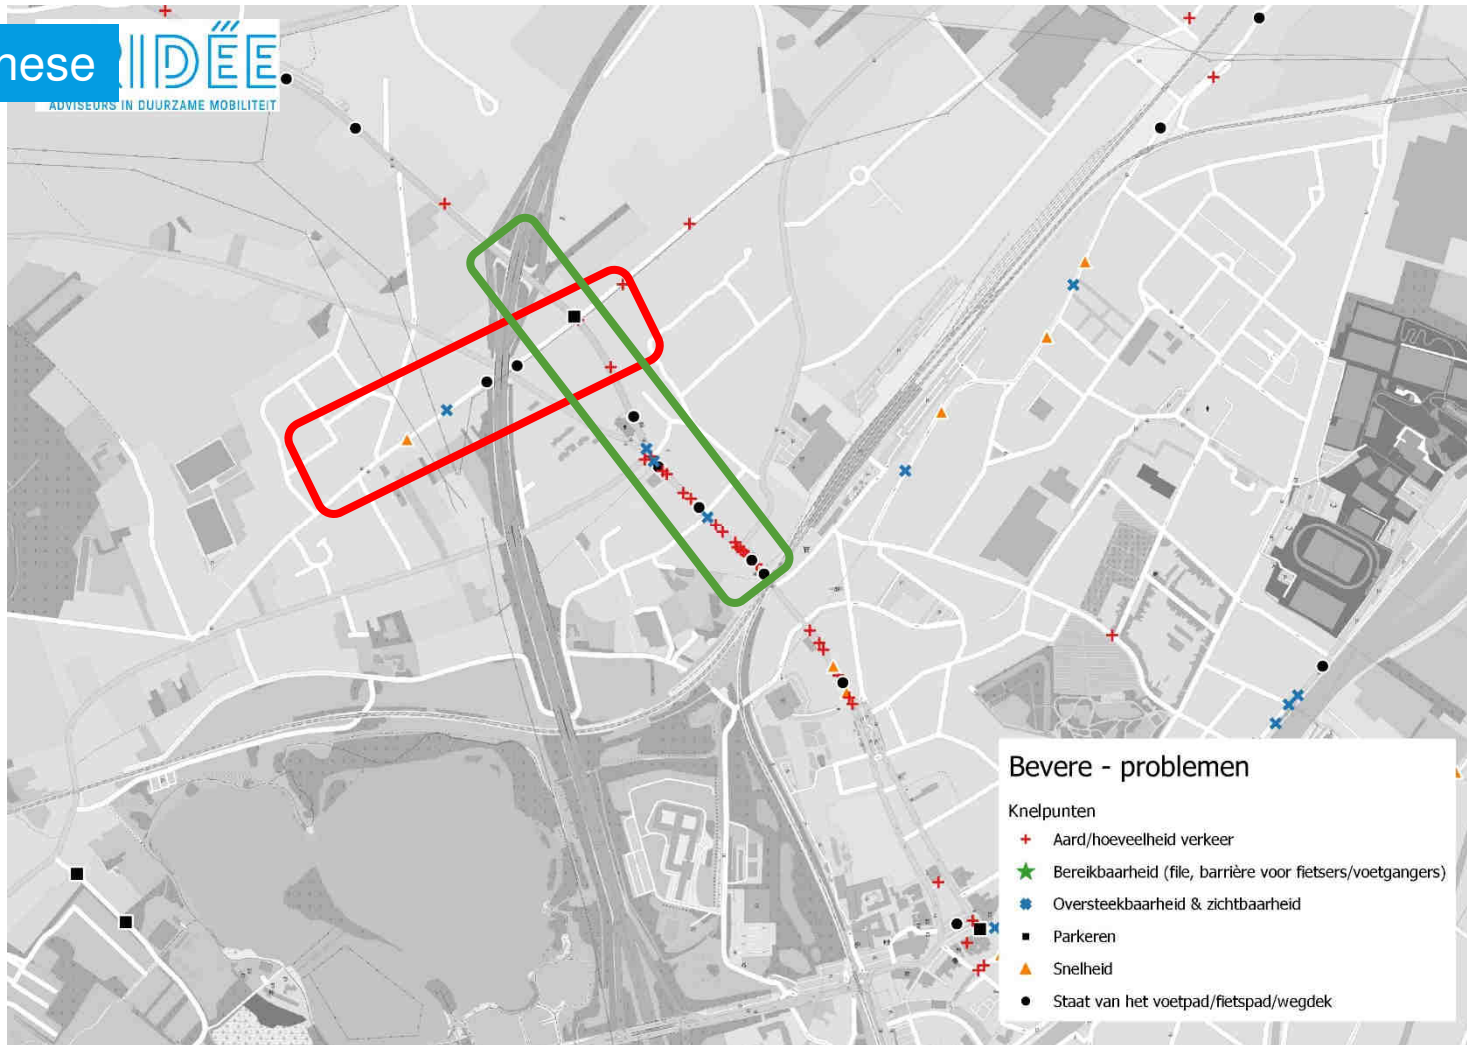 nese
RIDÊE
ADVISEURS IN DUURZAME MOBILITEIT
Bevere - problemen
Knelpunten
Aard/hoeveelheid verkeer
Bereikbaarheid (file, barrière voor fietsers/voetgangers)
Oversteekbaarheid & zichtbaarheid
Parkeren
Snelheid
Staat van het voetpad/fietspad/wegdek